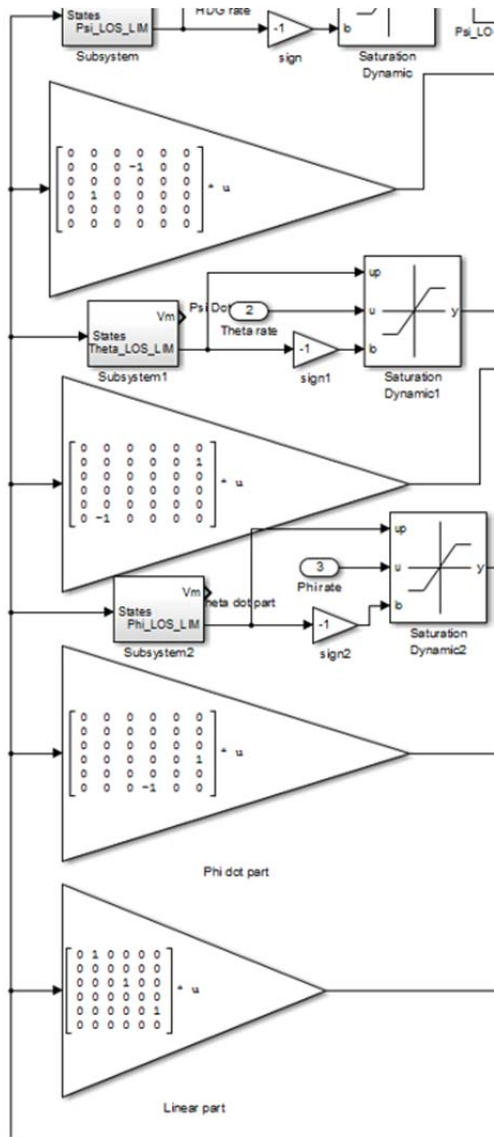 States
Psi_LOS_LIM
Subsystem
HDG rate
-1
sign
lo
Saturation
Dynamic
Psi_LO
0 0 0 0 0 0
0 0 0 -1 0 0
0 0 0 0 0 0
0 1 0 0 0 0
0 0 0 0 0 0
0 0 0 0 0 0
* u
Vm
States
Theta_LOS_LIM
Subsystem1
Psi Do
2
Theta rate
-1
sign1
up
u
lo
y
Saturation
Dynamic1
0 0 0 0 0 0
0 0 0 0 0 1
0 0 0 0 0 0
0 0 0 0 0 0
0 0 0 0 0 0
0 -1 0 0 0 0
* u
Vm
States
Phi_LOS_LIM
Subsystem2
heta dot part
3
Phi rate
-1
sign2
up
u
lo
y
Saturation
Dynamic2
0 0 0 0 0 0
0 0 0 0 0 0
0 0 0 0 0 0
0 0 0 0 0 1
0 0 0 0 0 0
0 0 0 -1 0 0
* u
Phi dot part
0 1 0 0 0 0
0 0 0 0 0 0
0 0 0 1 0 0
0 0 0 0 0 0
0 0 0 0 0 1
0 0 0 0 0 0
* u
Linear part